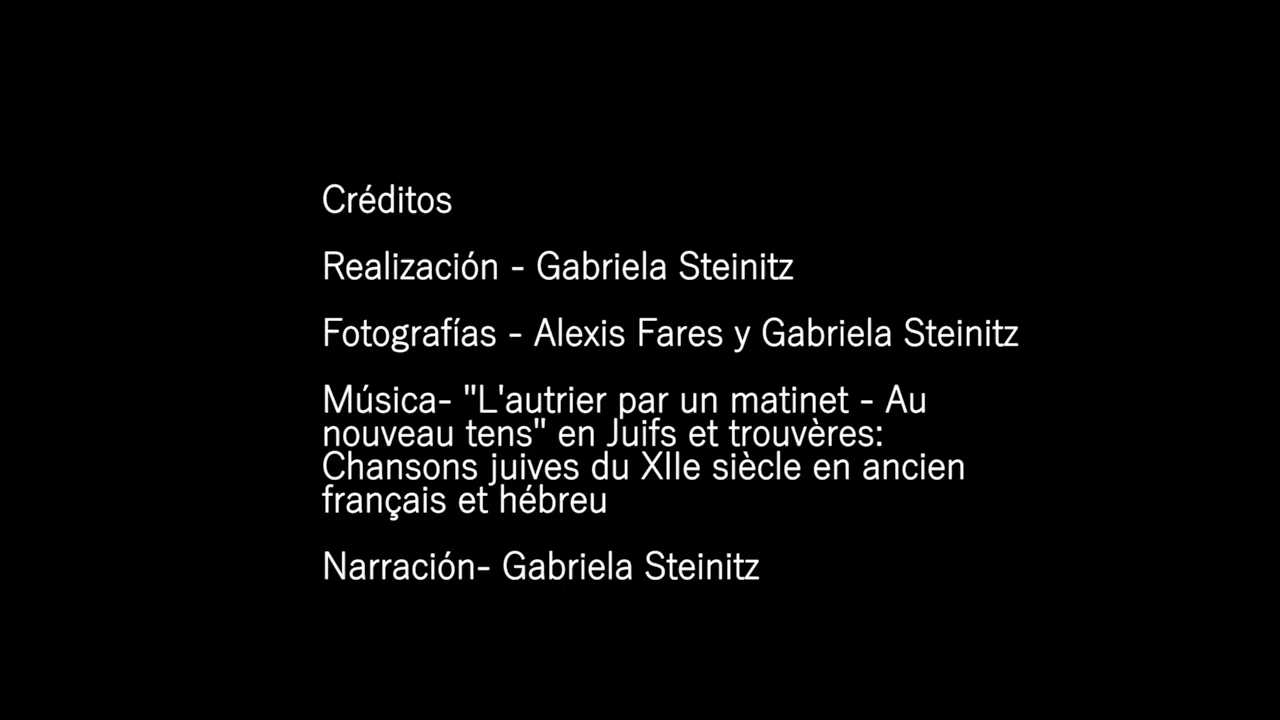 Créditos
Realización - Gabriela Steinitz
Fotografías - Alexis Fares y Gabriela Steinitz
Música- "L'autrier par un matinet - Au
nouveau tens" en Juifs et trouvères:
Chansons juives du XIIe siècle en ancien
français et hébreu
Narración- Gabriela Steinitz